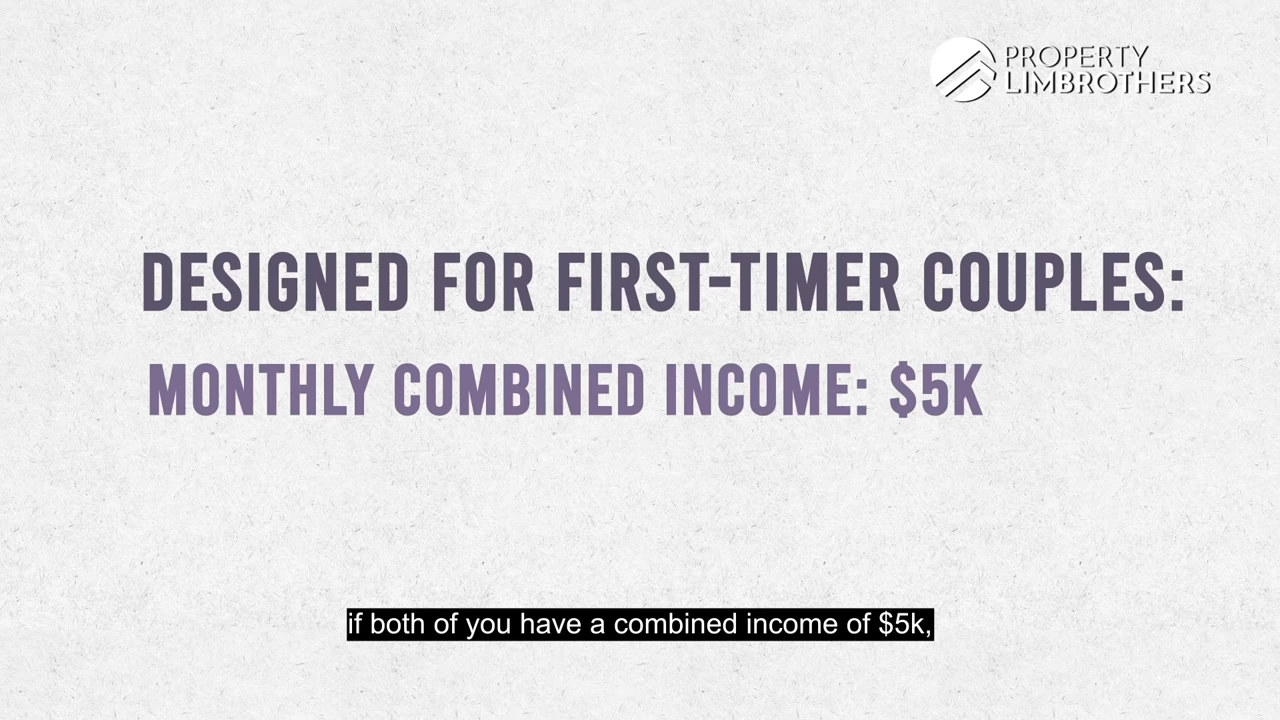 PROPERTY
LIMBROTHERS
DESIGNED FOR FIRST-TIMER COUPLES:
MONTHLY COMBINED INCOME: $5K
if both of you have a combined income of $5k,